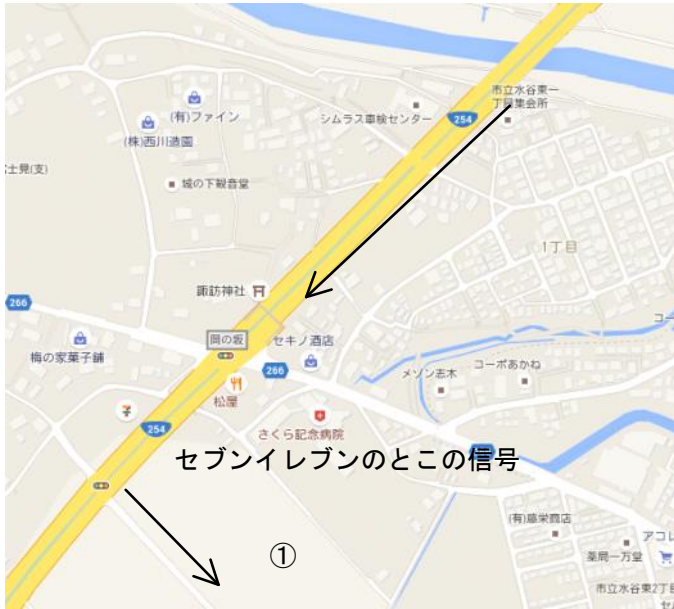 市立水谷東一
丁目集会所
(有)ファイン
シムラス車検センター
254
(株)西川造園
士見(支)
城の下観音堂
1丁目
諏訪神社
266
岡の坂
セキノ酒店
コー
梅の家菓子舗
266
コーポあかね
メゾン志木
松屋
さくら記念病院
254
セブンイレブンのとこの信号
(有)藤栄商店
①
アコレ
薬局一万堂
市立水谷東2丁目
セ